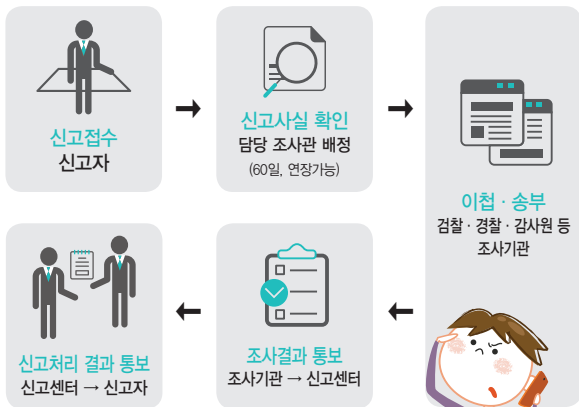 신고접수
신고자
신고사실 확인
담당 조사관 배정
(60일, 연장가능)
이첩 · 송부
검찰 · 경찰 · 감사원 등
조사기관
조사결과 통보
조사기관 → 신고센터
신고처리 결과 통보
신고센터 → 신고자